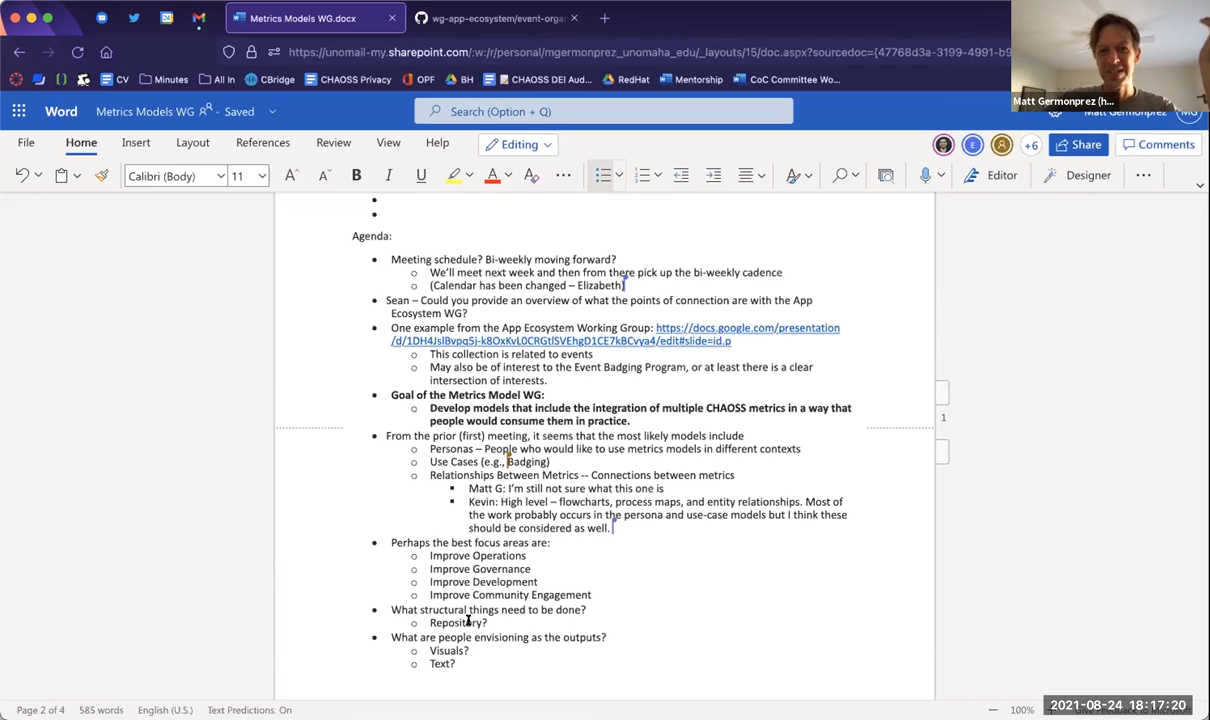 Metrics Models WG.docx
wg-app-ecosystem/event-orga
https://unomail-my.sharepoint.com/:w:/r/personal/mgermonprez_unomaha_edu/_layouts/15/doc.aspx?sourcedoc={47768d3a-3199-4991-b9
CV
Minutes
All In
CBridge
CHAOSS Privacy
OPF
BH
CHAOSS DEI Aud...
RedHat
Mentorship
CoC Committee Wo...
Matt Germonprez (h...
Word
Metrics Models WG
- Saved
Search (Option + Q)
Matt Germonprez
MG
File
Home
Insert
Layout
References
Review
View
Help
Editing
E
A
+6
Share
Comments
Calibri (Body)
11
Editor
Designer
Agenda:
Meeting schedule? Bi-weekly moving forward?
We'll meet next week and then from there pick up the bi-weekly cadence
(Calendar has been changed – Elizabeth)
Sean – Could you provide an overview of what the points of connection are with the App
Ecosystem WG?
One example from the App Ecosystem Working Group: https://docs.google.com/presentation
This collection is related to events
May also be of interest to the Event Badging Program, or at least there is a clear
intersection of interests.
Goal of the Metrics Model WG:
Develop models that include the integration of multiple CHAOSS metrics in a way that
people would consume them in practice.
From the prior (first) meeting, it seems that the most likely models include
Personas – People who would like to use metrics models in different contexts
Use Cases (e.g., Badging)
Relationships Between Metrics -- Connections between metrics
Matt G: I'm still not sure what this one is
Kevin: High level – flowcharts, process maps, and entity relationships. Most of
the work probably occurs in the persona and use-case models but I think these
should be considered as well.
Perhaps the best focus areas are:
Improve Operations
Improve Governance
Improve Development
Improve Community Engagement
What structural things need to be done?
Repository?
What are people envisioning as the outputs?
Visuals?
Text?
1
Page 2 of 4
585 words
English (U.S.)
Text Predictions: On
100%
2021-08-24 18:17:20